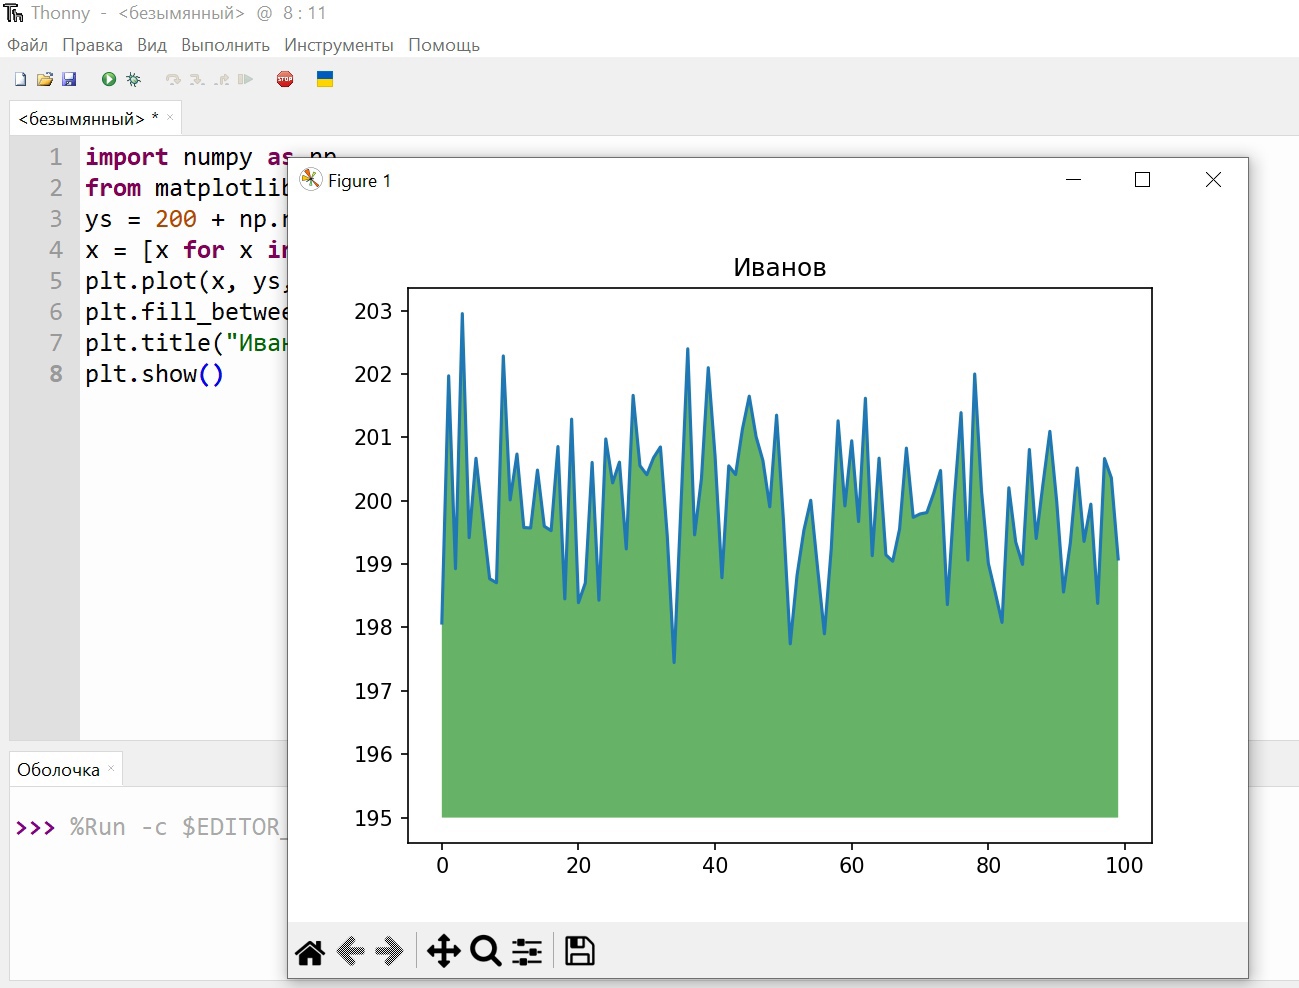 Thonny - <безымянный> @ 8 : 11
Файл Правка Вид Выполнить Инструменты Помощь
STOP
<безымянный> * ×
1 import numpy as np
2 from matplotlib
3 ys = 200 + np.r
4 x = [x for x in
5 plt.plot(x, ys,
6 plt.fill_betwee
7 plt.title("Иван
8 plt.show()
Figure 1
Иванов
203
202
201
200
199
198
197
196
195
0 20 40 60 80 100
Оболочка ×
>>> %Run -c $EDITOR_